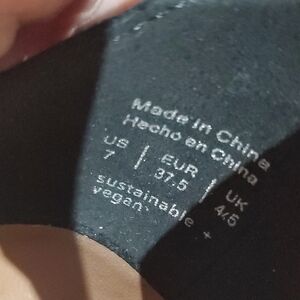 Made in China
Hecho en China
US | EUR | UK
7 | 37.5 | 4.5
sustainable +
vegan